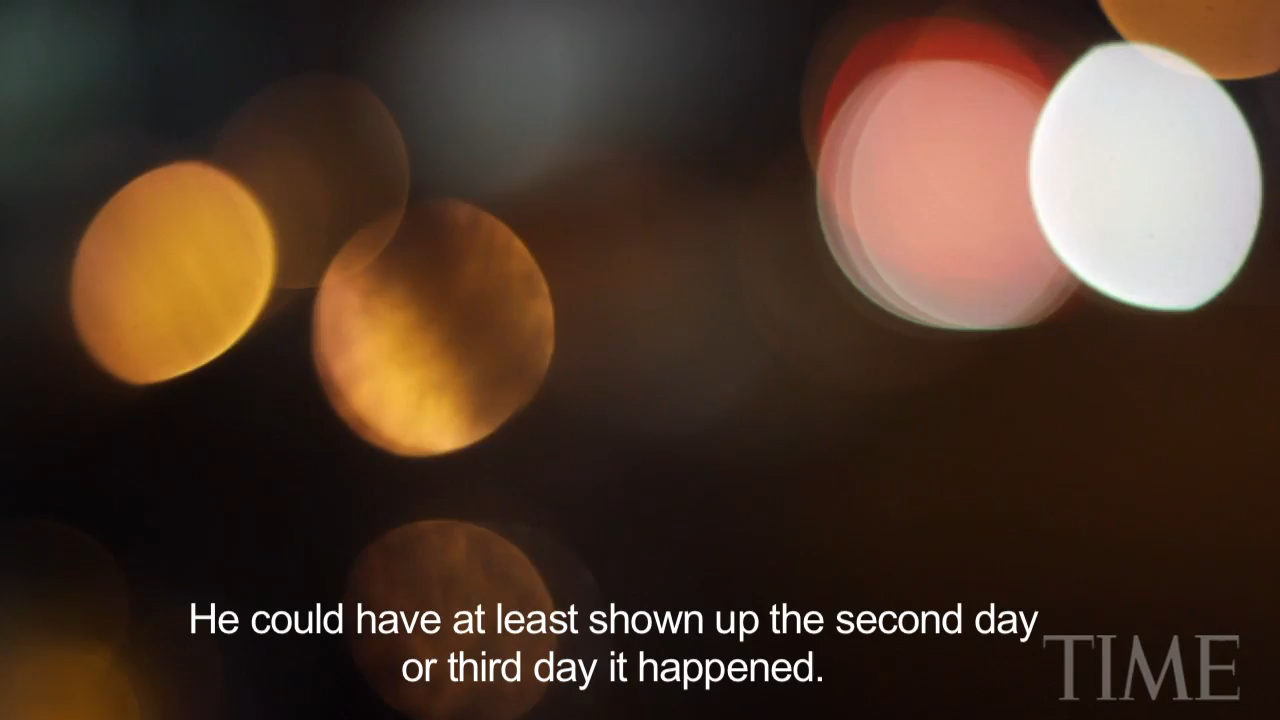 He could have at least shown up the second day
or third day it happened.
TIME